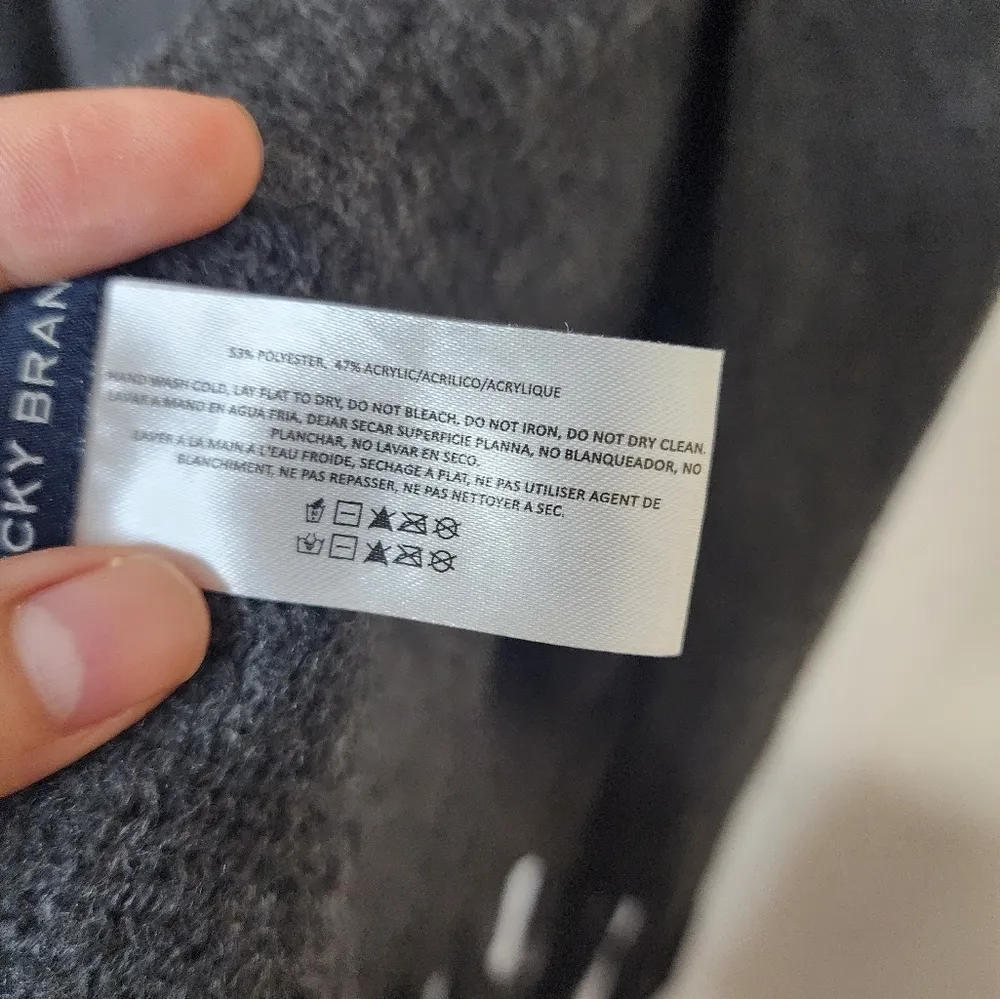 CKY BRAN
53% POLYESTER, 47% ACRYLIC/ACRILICO/ACRYLIQUE
HAND WASH COLD, LAY FLAT TO DRY, DO NOT BLEACH. DO NOT IRON, DO NOT DRY CLEAN.
LAVAR A MANO EN AGUA FRIA, DEJAR SECAR SUPERFICIE PLANNA, NO BLANQUEADOR, NO
PLANCHAR, NO LAVAR EN SECO.
LAVER A LA MAIN A L'EAU FROIDE, SECHAGE A PLAT, NE PAS UTILISER AGENT DE
BLANCHIMENT, NE PAS REPASSER, NE PAS NETTOYER A SEC.